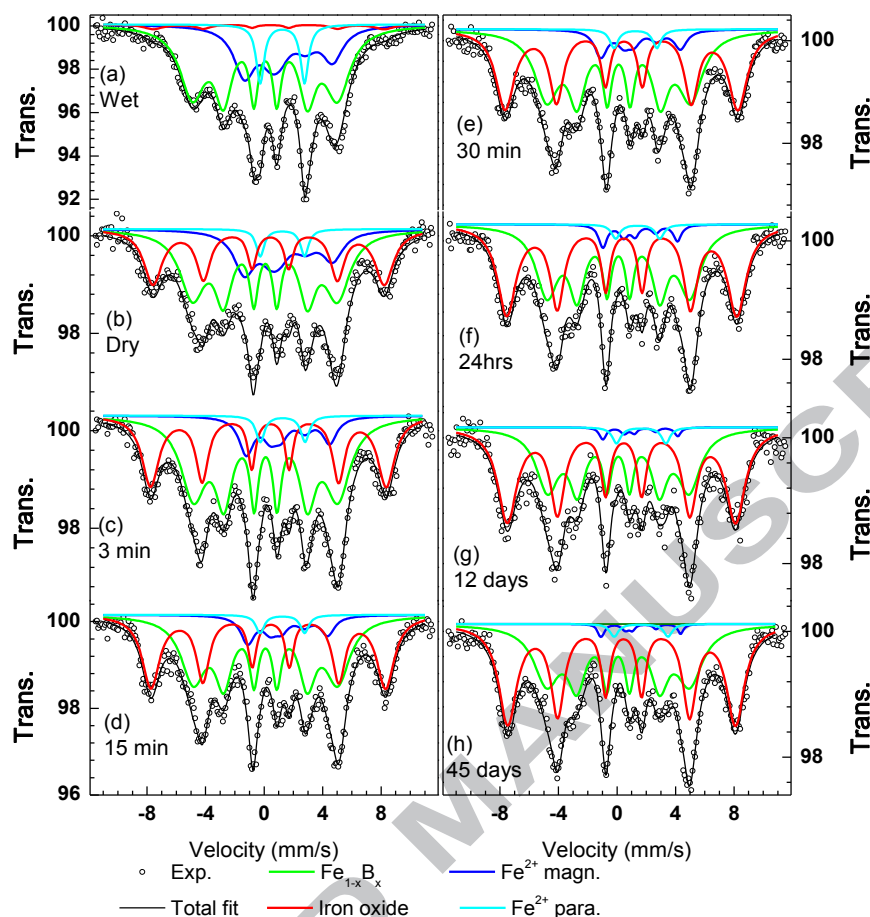 100
98
96
94
92
Trans.
(a)
Wet
100
98
Trans.
(b)
Dry
100
98
Trans.
(c)
3 min
100
98
96
Trans.
(d)
15 min
-8 -4 0 4 8
Velocity (mm/s)
100
98
Trans.
(e)
30 min
100
98
Trans.
(f)
24hrs
100
98
Trans.
(g)
12 days
100
98
Trans.
(h)
45 days
-8 -4 0 4 8
Velocity (mm/s)
Exp. Fe1-xBx Fe2+ magn.
Total fit Iron oxide Fe2+ para.
D MANUSC